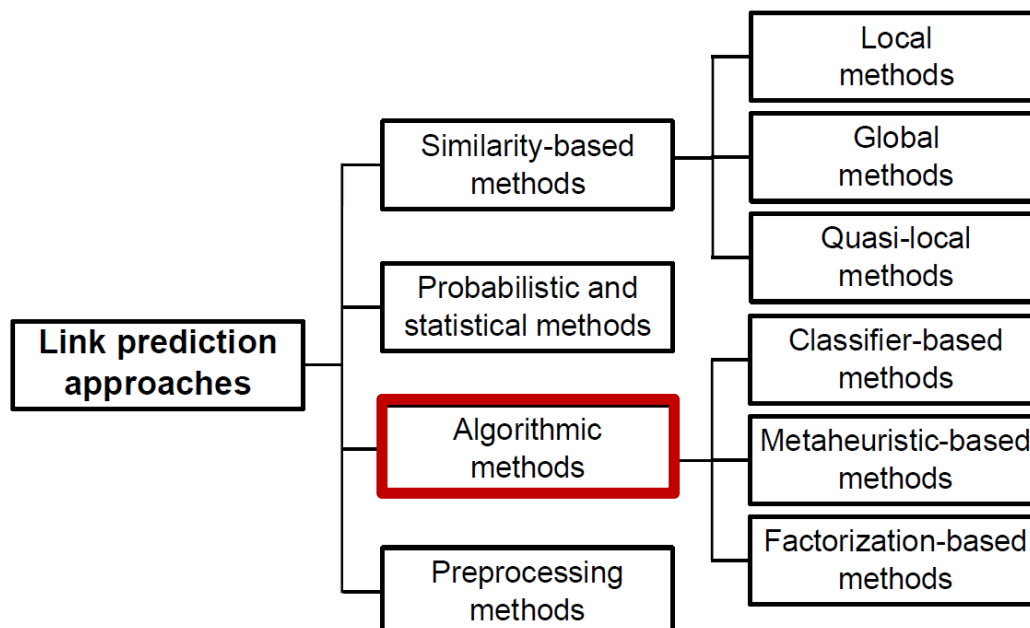 Link prediction
approaches
Similarity-based
methods
Probabilistic and
statistical methods
Algorithmic
methods
Preprocessing
methods
Local
methods
Global
methods
Quasi-local
methods
Classifier-based
methods
Metaheuristic-based
methods
Factorization-based
methods